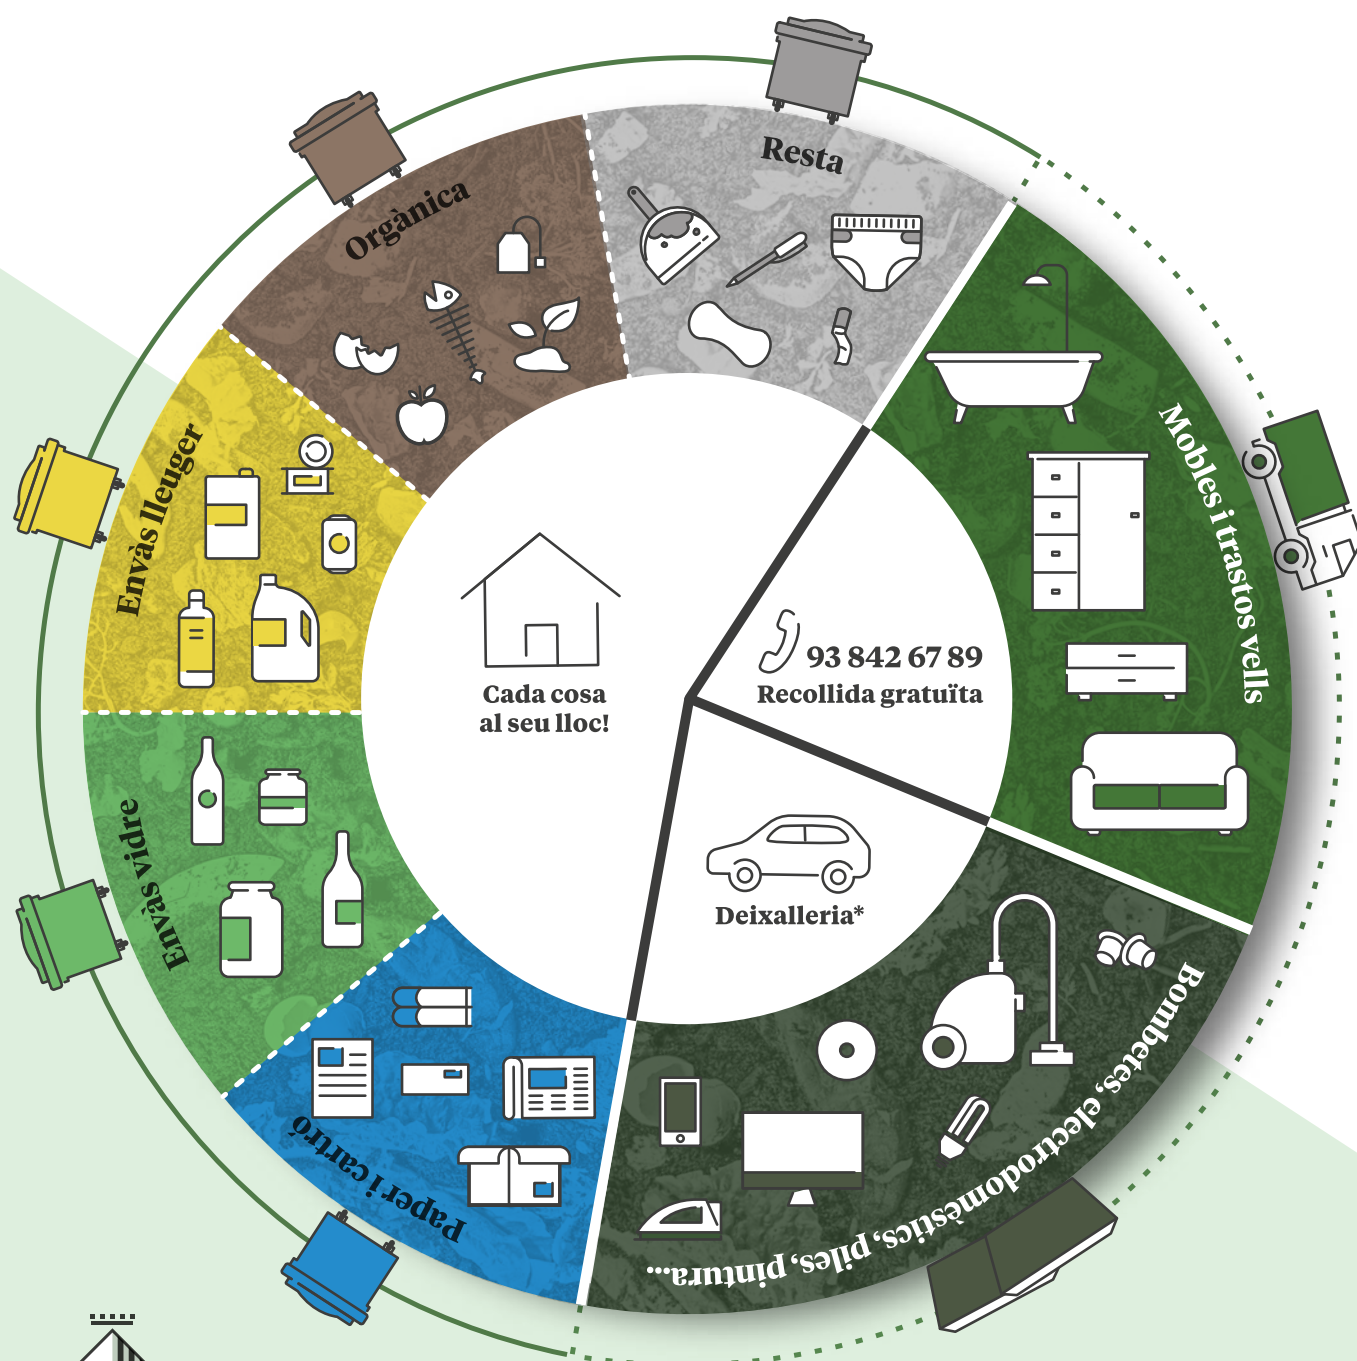 Resta
Orgànica
Envàs lleuger
Envàs vidre
Paper i cartró
Mobles i trastos vells
Bombetes, electrodomèstics, piles, pintura...
Cada cosa
al seu lloc!
93 842 67 89
Recollida gratuïta
Deixalleria*